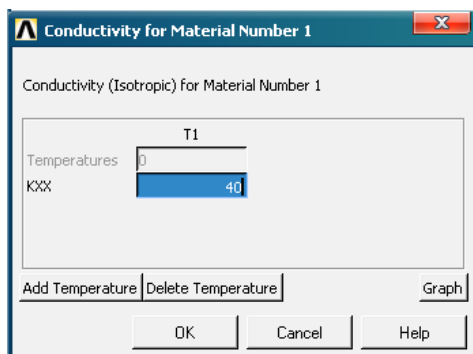 Conductivity for Material Number 1
Conductivity (Isotropic) for Material Number 1
T1
Temperatures 0
KXX 40
Add Temperature Delete Temperature Graph
OK Cancel Help